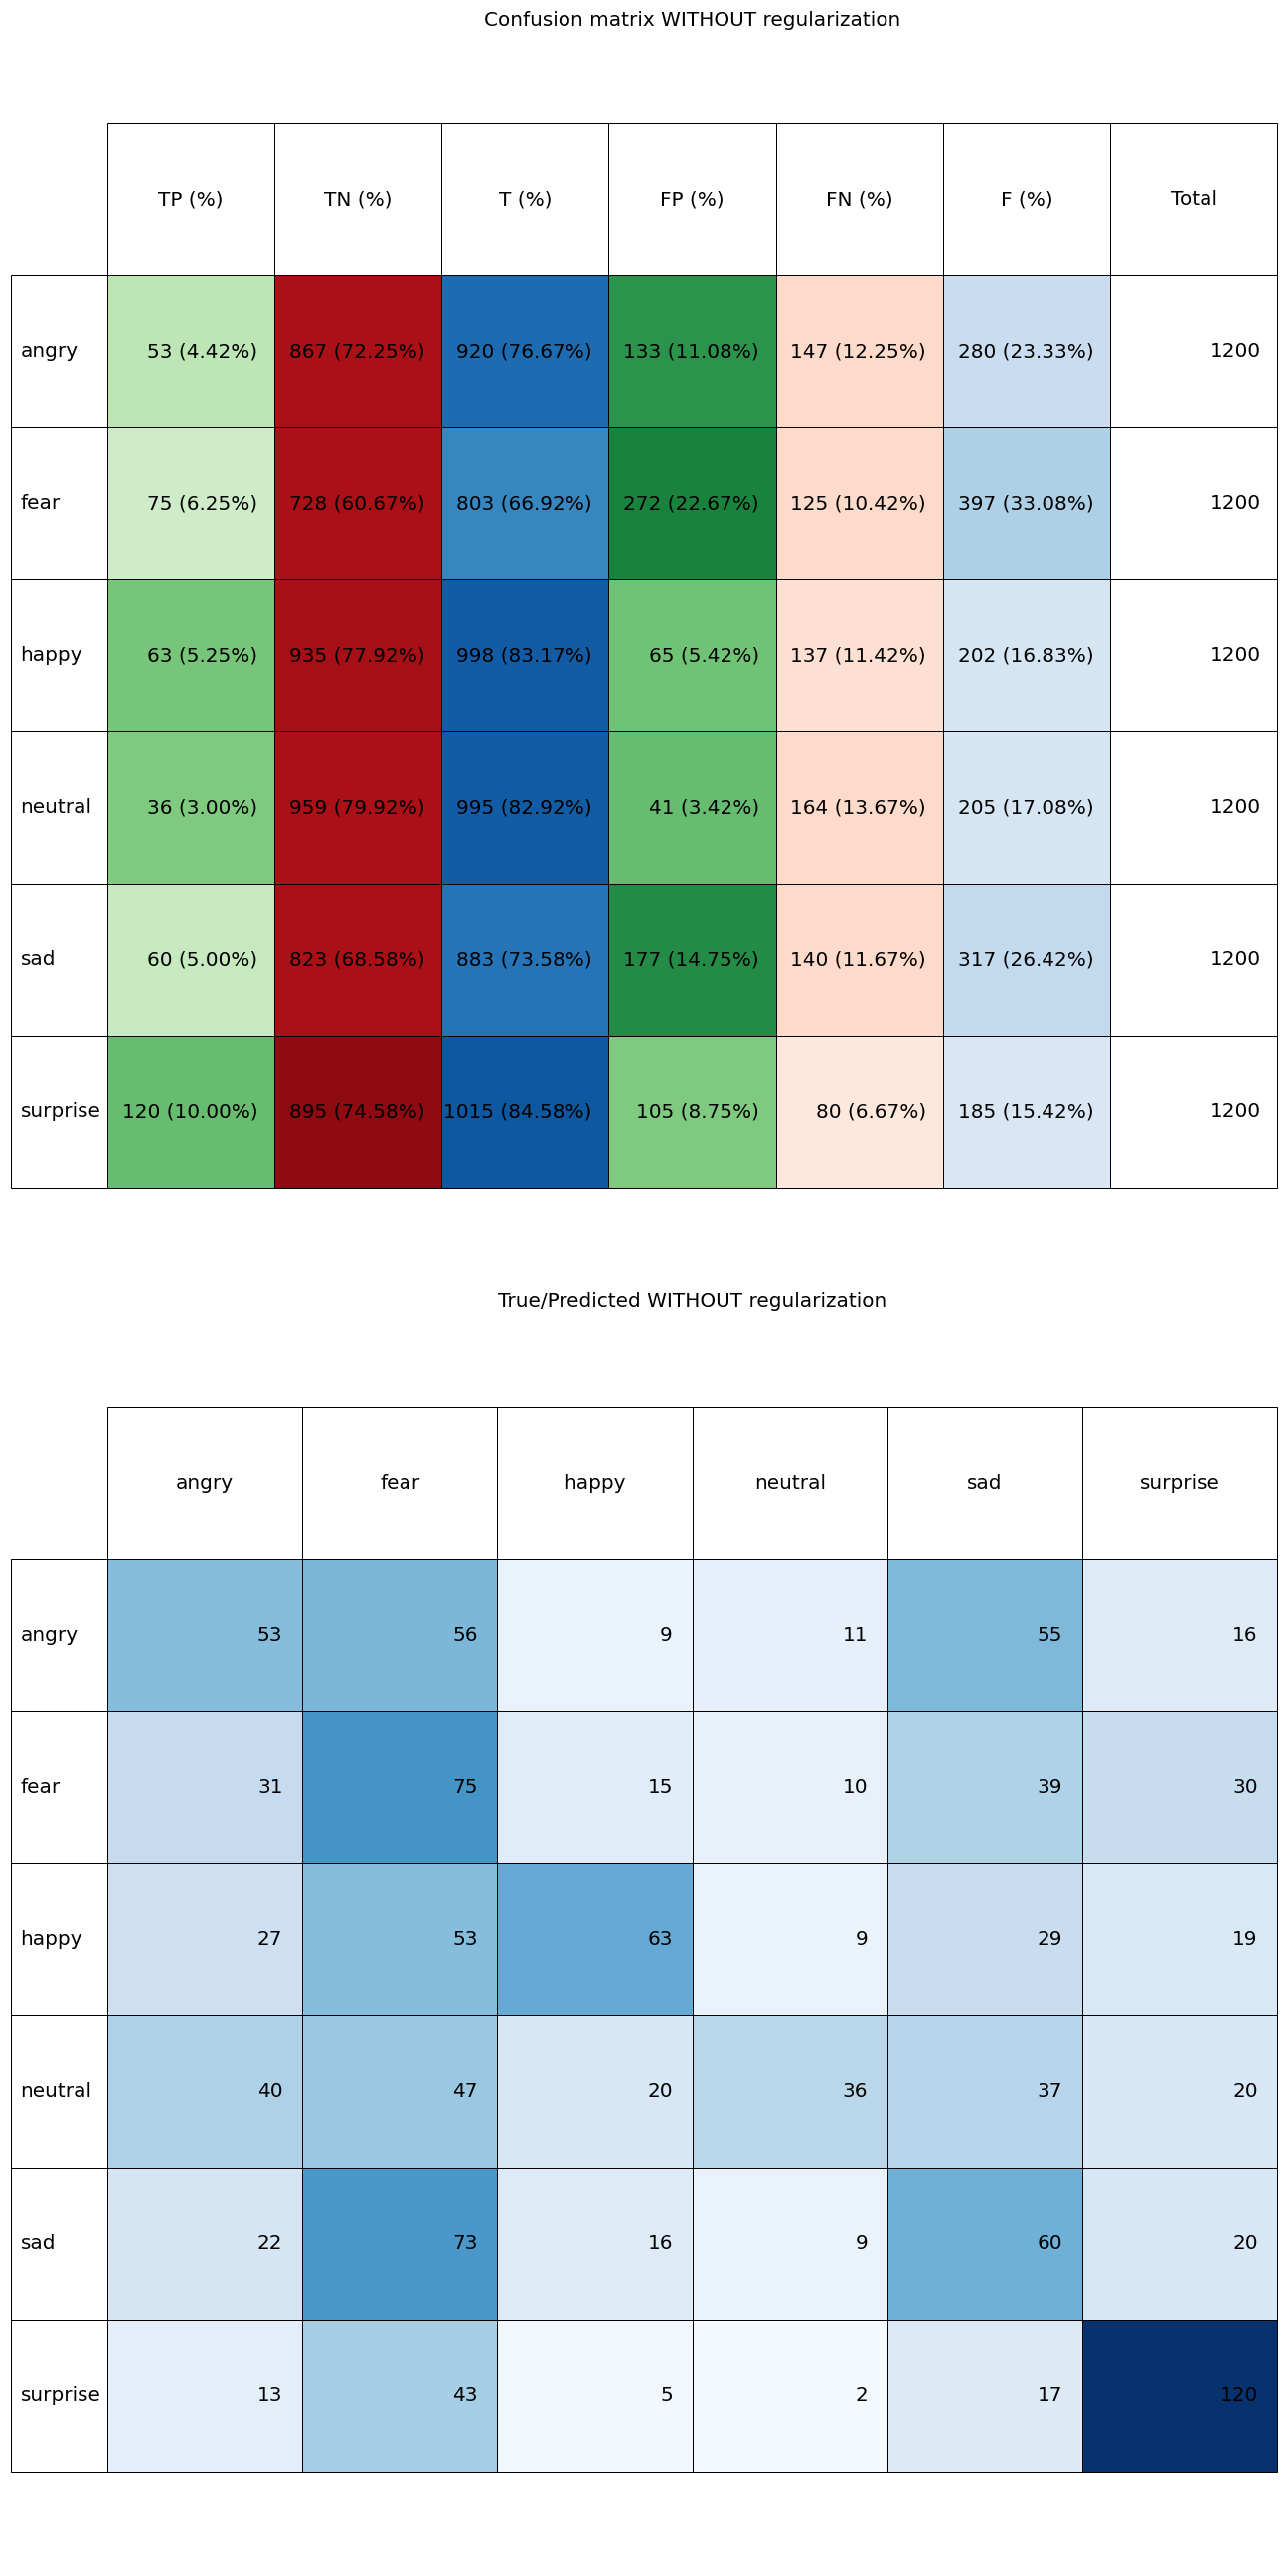 Confusion matrix WITHOUT regularization
TP (%) TN (%) T (%) FP (%) FN (%) F (%) Total
angry 53 (4.42%) 867 (72.25%) 920 (76.67%) 133 (11.08%) 147 (12.25%) 280 (23.33%) 1200
fear 75 (6.25%) 728 (60.67%) 803 (66.92%) 272 (22.67%) 125 (10.42%) 397 (33.08%) 1200
happy 63 (5.25%) 935 (77.92%) 998 (83.17%) 65 (5.42%) 137 (11.42%) 202 (16.83%) 1200
neutral 36 (3.00%) 959 (79.92%) 995 (82.92%) 41 (3.42%) 164 (13.67%) 205 (17.08%) 1200
sad 60 (5.00%) 823 (68.58%) 883 (73.58%) 177 (14.75%) 140 (11.67%) 317 (26.42%) 1200
surprise 120 (10.00%) 895 (74.58%) 1015 (84.58%) 105 (8.75%) 80 (6.67%) 185 (15.42%) 1200
True/Predicted WITHOUT regularization
angry fear happy neutral sad surprise
angry 53 56 9 11 55 16
fear 31 75 15 10 39 30
happy 27 53 63 9 29 19
neutral 40 47 20 36 37 20
sad 22 73 16 9 60 20
surprise 13 43 5 2 17 120